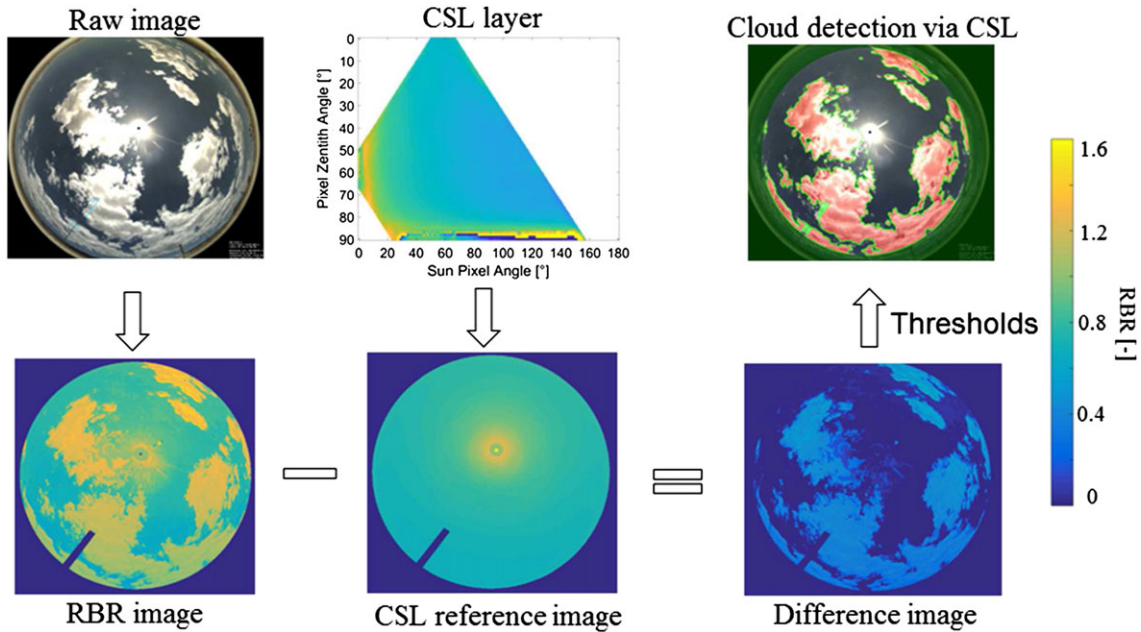 Raw image
CSL layer
Cloud detection via CSL
Pixel Zentith Angle [°]
0
10
20
30
40
50
60
70
80
90
0 20 40 60 80 100 120 140 160 180
Sun Pixel Angle [°]
1.6
1.2
0.8
0.4
0
RBR [-]
Thresholds
RBR image
CSL reference image
Difference image